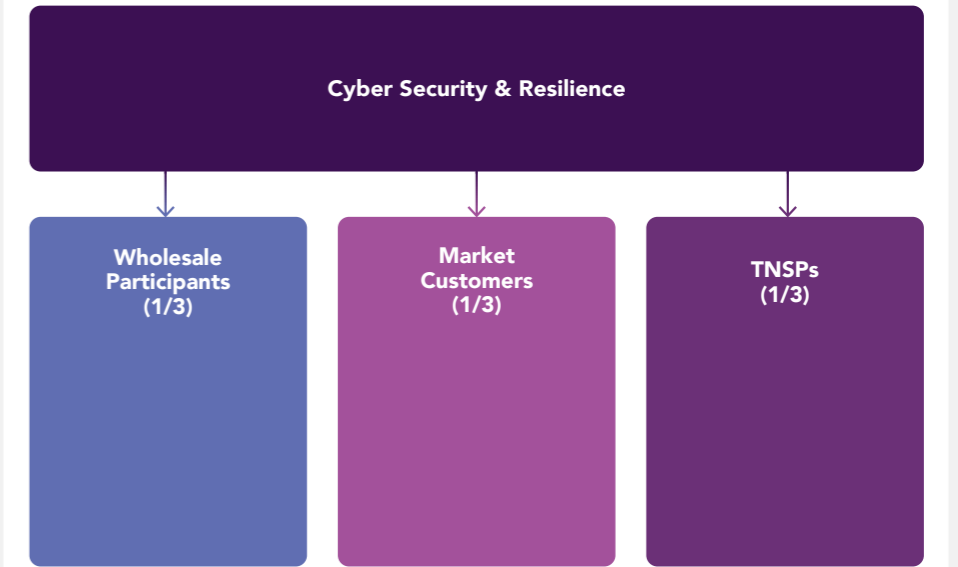 Cyber Security & Resilience
Wholesale
Participants
(1/3)
Market
Customers
(1/3)
TNSPs
(1/3)